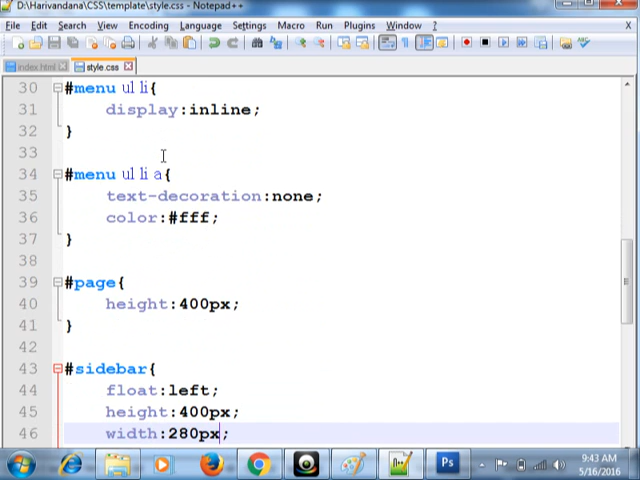 D:\Harivandana\CSS\template\style.css - Notepad++
File Edit Search View Encoding Language Settings Macro Run Plugins Window ? X
index.html style.css
30 #menu ul li{
31 display:inline;
32 }
33
34 #menu ul li a{
35 text-decoration:none;
36 color:#fff;
37 }
38
39 #page{
40 height:400px;
41 }
42
43 #sidebar{
44 float:left;
45 height:400px;
46 width:280px;
Ps
9:43 AM
5/16/2016